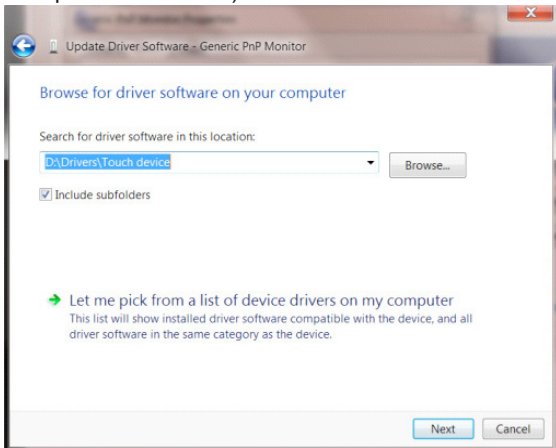 Update Driver Software - Generic PnP Monitor
Browse for driver software on your computer
Search for driver software in this location:
D:\Drivers\Touch device
Browse...
Include subfolders
Let me pick from a list of device drivers on my computer
This list will show installed driver software compatible with the device, and all
driver software in the same category as the device.
Next
Cancel